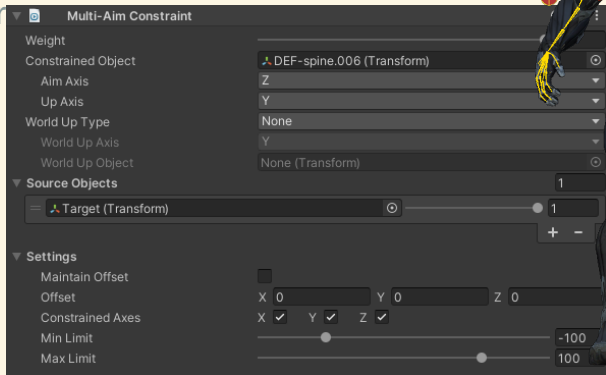 Multi-Aim Constraint
Weight
Constrained Object DEF-spine.006 (Transform)
Aim Axis Z
Up Axis Y
World Up Type None
World Up Axis Y
World Up Object None (Transform)
Source Objects 1
Target (Transform) 1
Settings
Maintain Offset
Offset X 0 Y 0 Z 0
Constrained Axes X Y Z
Min Limit -100
Max Limit 100